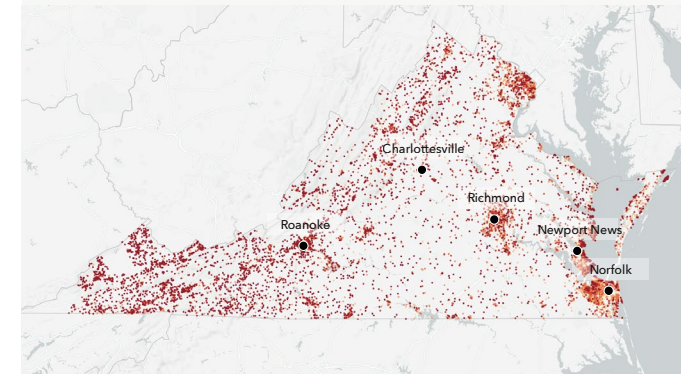 Charlottesville
Richmond
Roanoke
Newport News
Norfolk